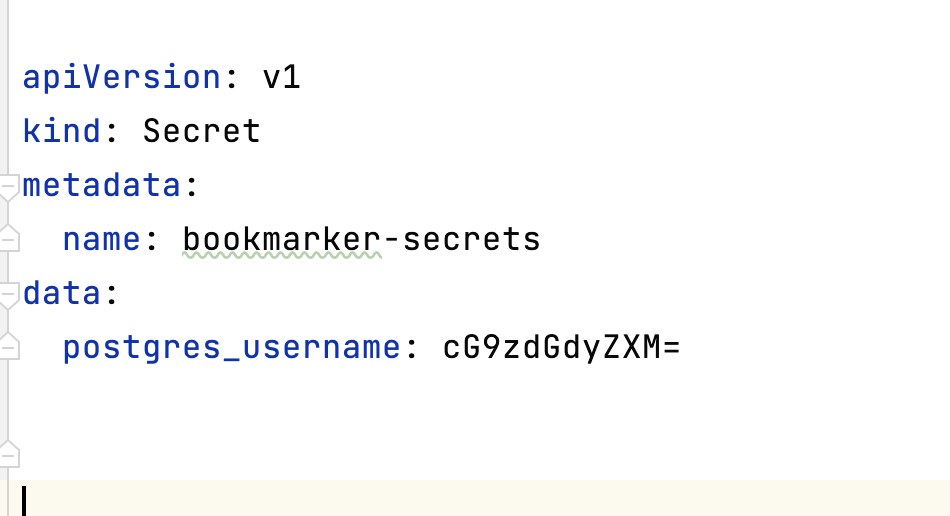 apiVersion: v1
kind: Secret
metadata:
  name: bookmarker-secrets
data:
  postgres_username: cG9zdGdyZXM=